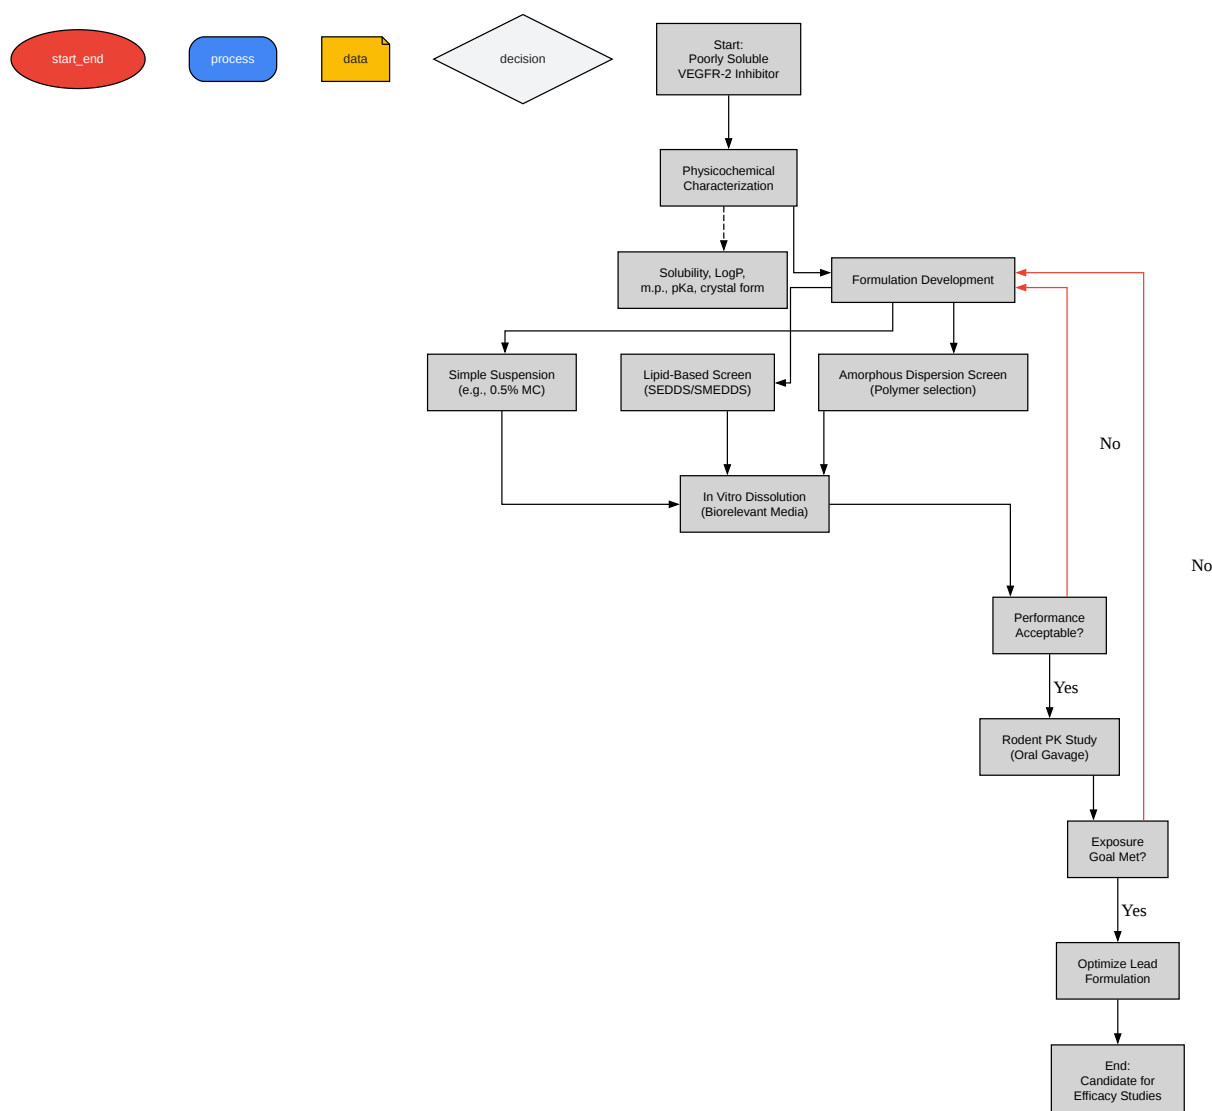 start_end
process
data
decision
Start:
Poorly Soluble
VEGFR-2 Inhibitor
Physicochemical
Characterization
Solubility, LogP,
m.p., pKa, crystal form
Formulation Development
Simple Suspension
(e.g., 0.5% MC)
Lipid-Based Screen
(SEDDS/SMEDDS)
Amorphous Dispersion Screen
(Polymer selection)
No
In Vitro Dissolution
(Biorelevant Media)
No
Performance
Acceptable?
Yes
Rodent PK Study
(Oral Gavage)
Exposure
Goal Met?
Yes
Optimize Lead
Formulation
End:
Candidate for
Efficacy Studies